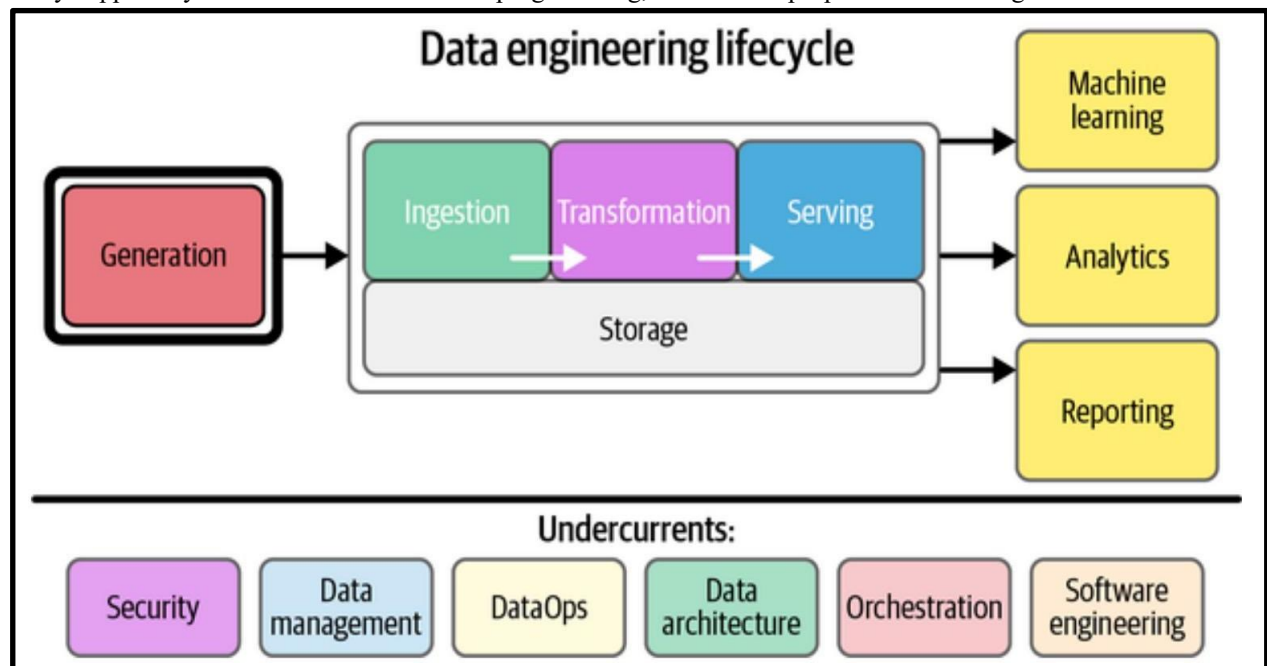 Data engineering lifecycle
Generation
Ingestion
Transformation
Serving
Storage
Machine
learning
Analytics
Reporting
Undercurrents:
Security
Data
management
DataOps
Data
architecture
Orchestration
Software
engineering